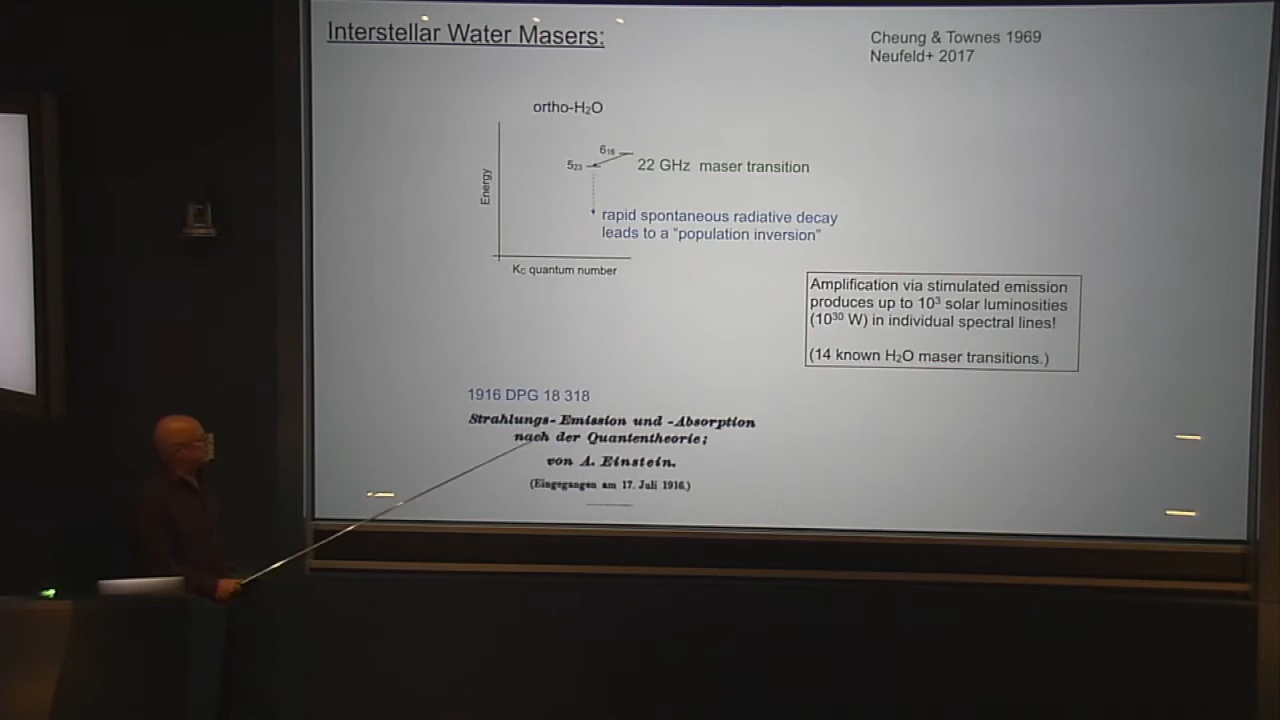 Interstellar Water Masers:
Cheung & Townes 1969
Neufeld+ 2017
ortho-H₂O
Energy
6₁₆
5₂₃
22 GHz maser transition
rapid spontaneous radiative decay
leads to a "population inversion"
K_C quantum number
Amplification via stimulated emission
produces up to 10³ solar luminosities
(10³⁰ W) in individual spectral lines!
(14 known H₂O maser transitions.)
1916 DPG 18 318
Strahlungs-Emission und -Absorption
nach der Quantentheorie;
von A. Einstein.
(Eingegangen am 17. Juli 1916.)